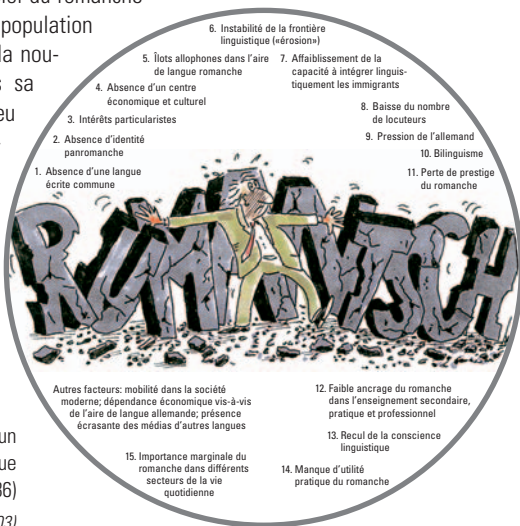 du romanche
population
la nou-
sa
1. Absence d'une langue
écrite commune
2. Absence d'identité
panromanche
3. Intérêts particularistes
4. Absence d'un centre
économique et culturel
5. Îlots allophones dans l'aire
de langue romanche
6. Instabilité de la frontière
linguistique («érosion»)
7. Affaiblissement de la
capacité à intégrer linguis-
tiquement les immigrants
8. Baisse du nombre
de locuteurs
9. Pression de l'allemand
10. Bilinguisme
11. Perte de prestige
du romanche
RUMANTSCH
Autres facteurs: mobilité dans la société
moderne; dépendance économique vis-à-vis
de l'aire de langue allemande; présence
écrasante des médias d'autres langues
12. Faible ancrage du romanche
dans l'enseignement secondaire,
pratique et professionnel
13. Recul de la conscience
linguistique
14. Manque d'utilité
pratique du romanche
15. Importance marginale du
romanche dans différents
secteurs de la vie
quotidienne
un